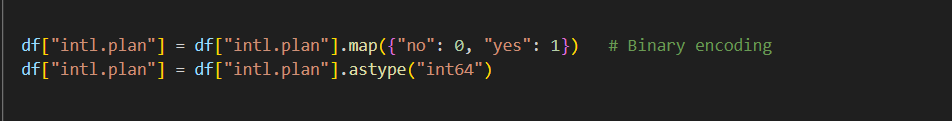 df["intl.plan"] = df["intl.plan"].map({"no": 0, "yes": 1})   # Binary encoding
df["intl.plan"] = df["intl.plan"].astype("int64")